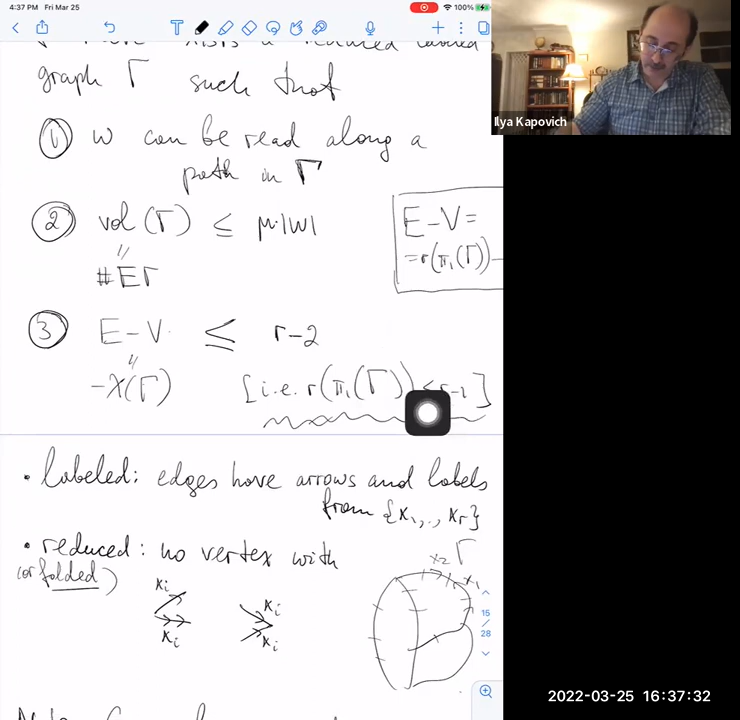 4:37 PM Fri Mar 25
100%
a reduced labeled
graph Γ such that
① w can be read along a
path in Γ
② vol(Γ) ≤ μ·|w|
#EΓ
E-V=
=r(π₁(Γ))-
③ E-V ≤ r-2
-χ(Γ) [i.e. r(π₁(Γ)) ≤ r-1]
• labeled: edges have arrows and labels
from {x₁,.., xᵣ}
• reduced: no vertex with
(or folded)
xᵢ xᵢ
xᵢ xᵢ
x₂ Γ
x₁
15
/
28
Ilya Kapovich
2022-03-25 16:37:32